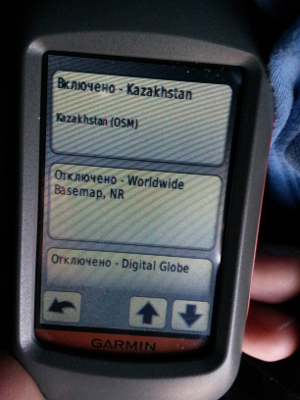 Включено - Kazakhstan
Kazakhstan (OSM)
Отключено - Worldwide
Basemap, NR
Отключено - Digital Globe
GARMIN